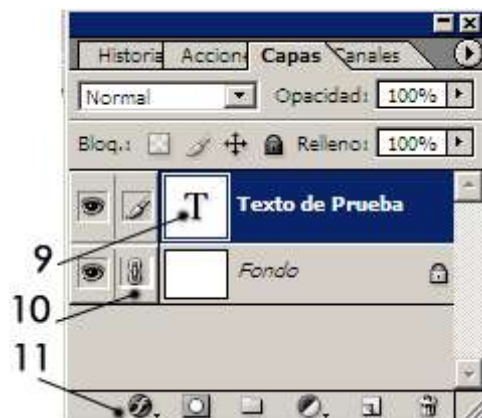 Historia Accion Capas Canales
Normal Opacidad: 100%
Bloq.: Relleno: 100%
T Texto de Prueba
9
Fondo
10
11